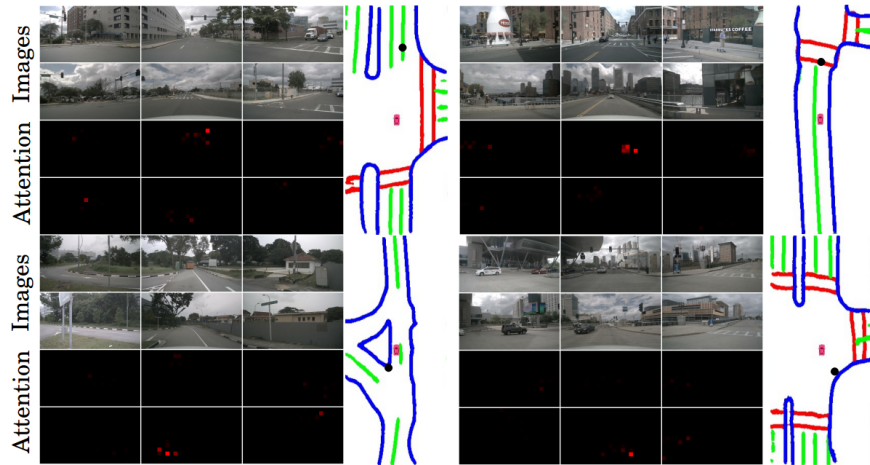 Images
Attention
Images
Attention
COFFEE